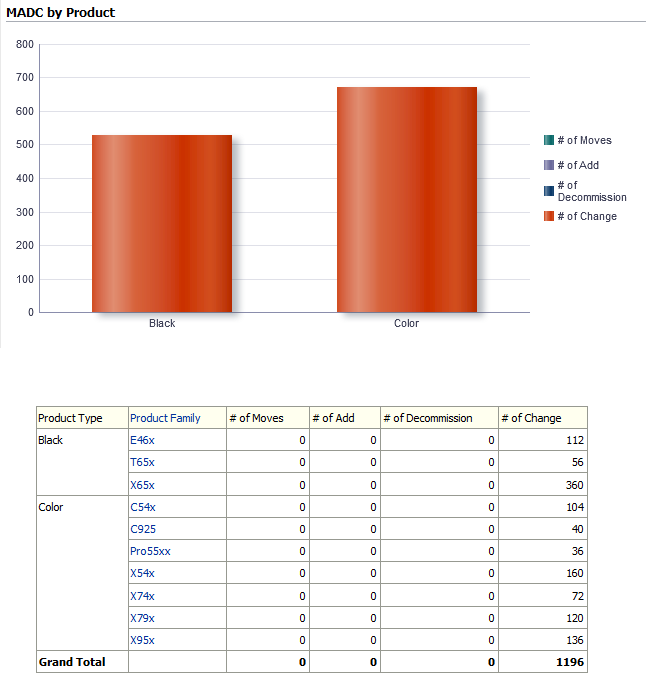 MADC by Product
800
700
600
500
400
300
200
100
0
Black
Color
# of Moves
# of Add
# of
Decommission
# of Change
Product Type Product Family # of Moves # of Add # of Decommission # of Change
Black E46x 0 0 0 112
T65x 0 0 0 56
X65x 0 0 0 360
Color C54x 0 0 0 104
C925 0 0 0 40
Pro55xx 0 0 0 36
X54x 0 0 0 160
X74x 0 0 0 72
X79x 0 0 0 120
X95x 0 0 0 136
Grand Total 0 0 0 1196